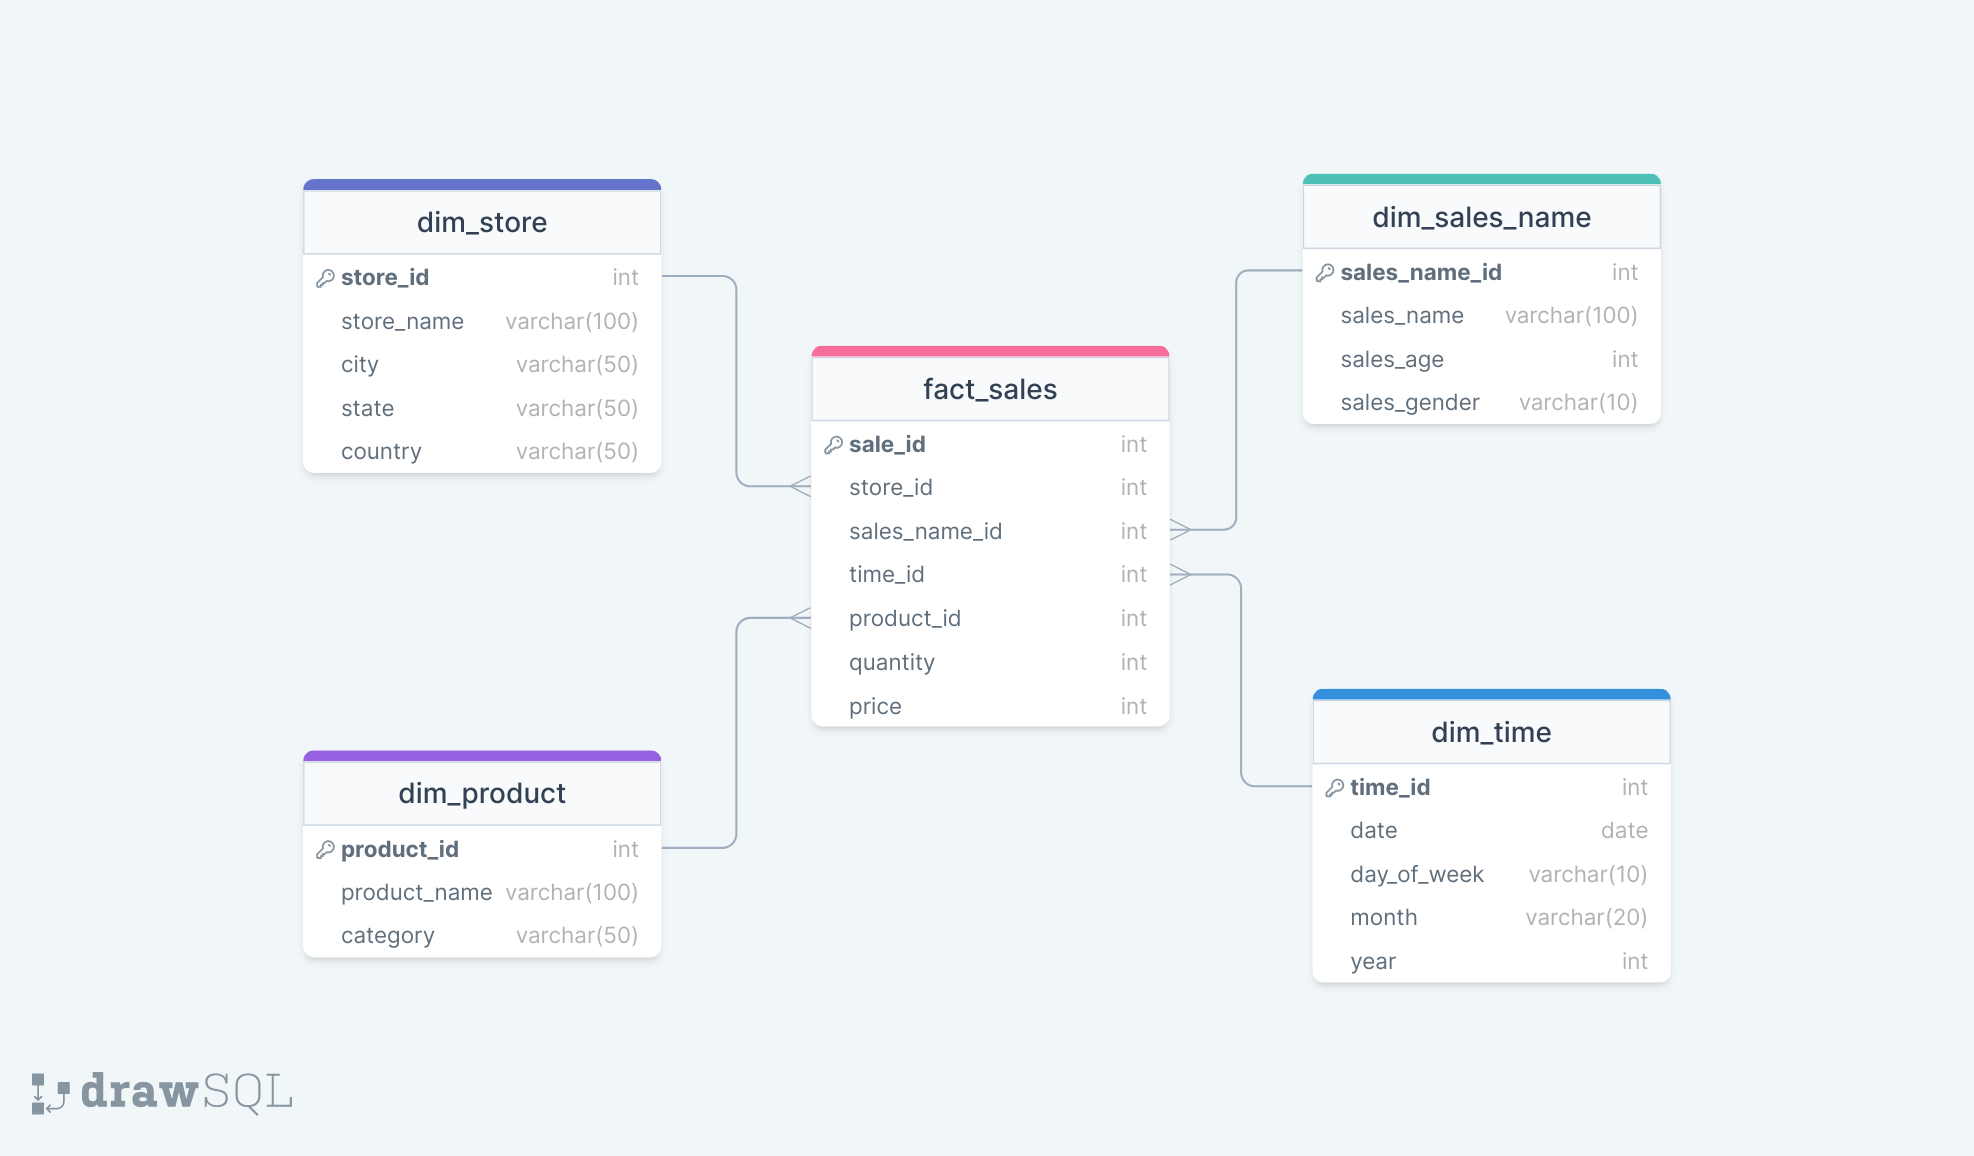 dim_store
store_id int
store_name varchar(100)
city varchar(50)
state varchar(50)
country varchar(50)
dim_product
product_id int
product_name varchar(100)
category varchar(50)
fact_sales
sale_id int
store_id int
sales_name_id int
time_id int
product_id int
quantity int
price int
dim_sales_name
sales_name_id int
sales_name varchar(100)
sales_age int
sales_gender varchar(10)
dim_time
time_id int
date date
day_of_week varchar(10)
month varchar(20)
year int
drawSQL